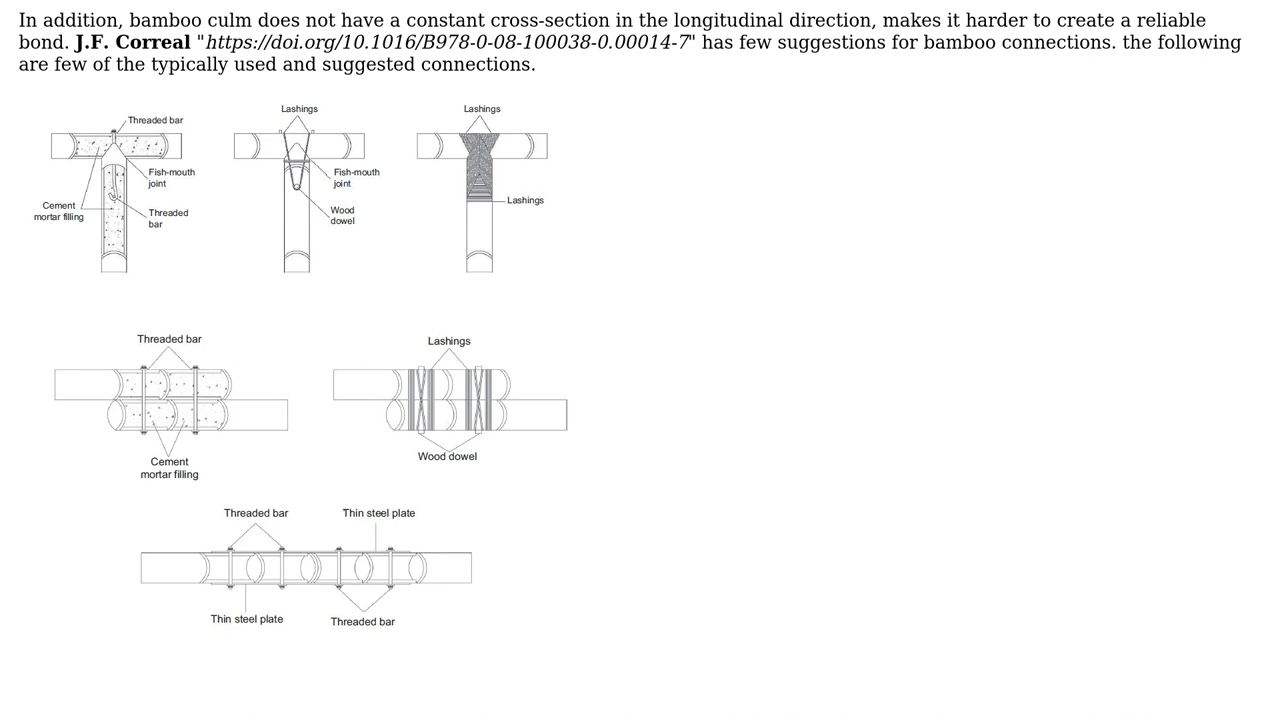 In addition, bamboo culm does not have a constant cross-section in the longitudinal direction, makes it harder to create a reliable
bond. J.F. Correal "https://doi.org/10.1016/B978-0-08-100038-0.00014-7" has few suggestions for bamboo connections. the following
are few of the typically used and suggested connections.
Threaded bar
Fish-mouth
joint
Cement
mortar filling
Threaded
bar
Lashings
Fish-mouth
joint
Wood
dowel
Lashings
Lashings
Threaded bar
Cement
mortar filling
Lashings
Wood dowel
Threaded bar
Thin steel plate
Thin steel plate
Threaded bar